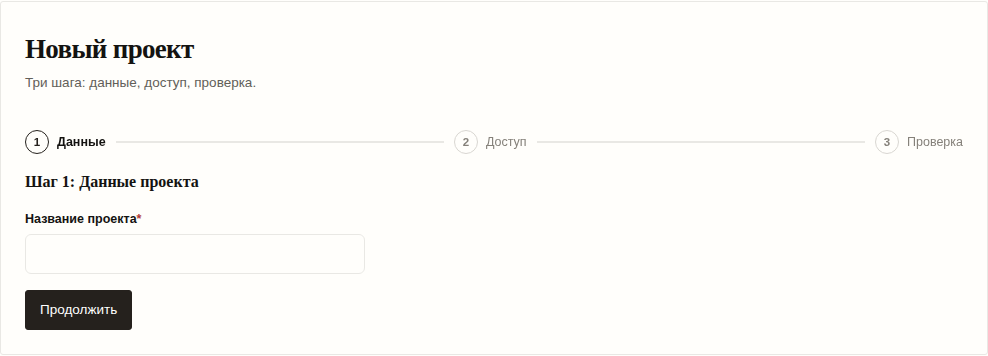 Новый проект
Три шага: данные, доступ, проверка.
1 Данные 2 Доступ 3 Проверка
Шаг 1: Данные проекта
Название проекта*
Продолжить